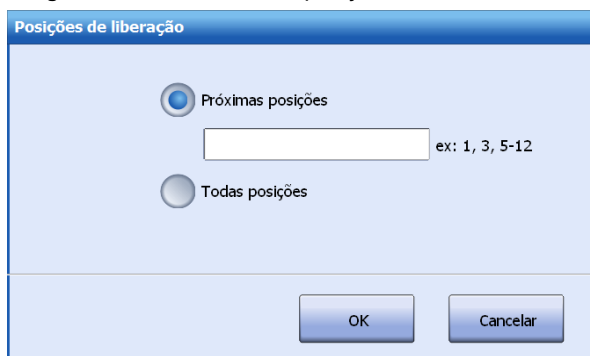 Posições de liberação
Próximas posições
ex: 1, 3, 5-12
Todas posições
OK
Cancelar